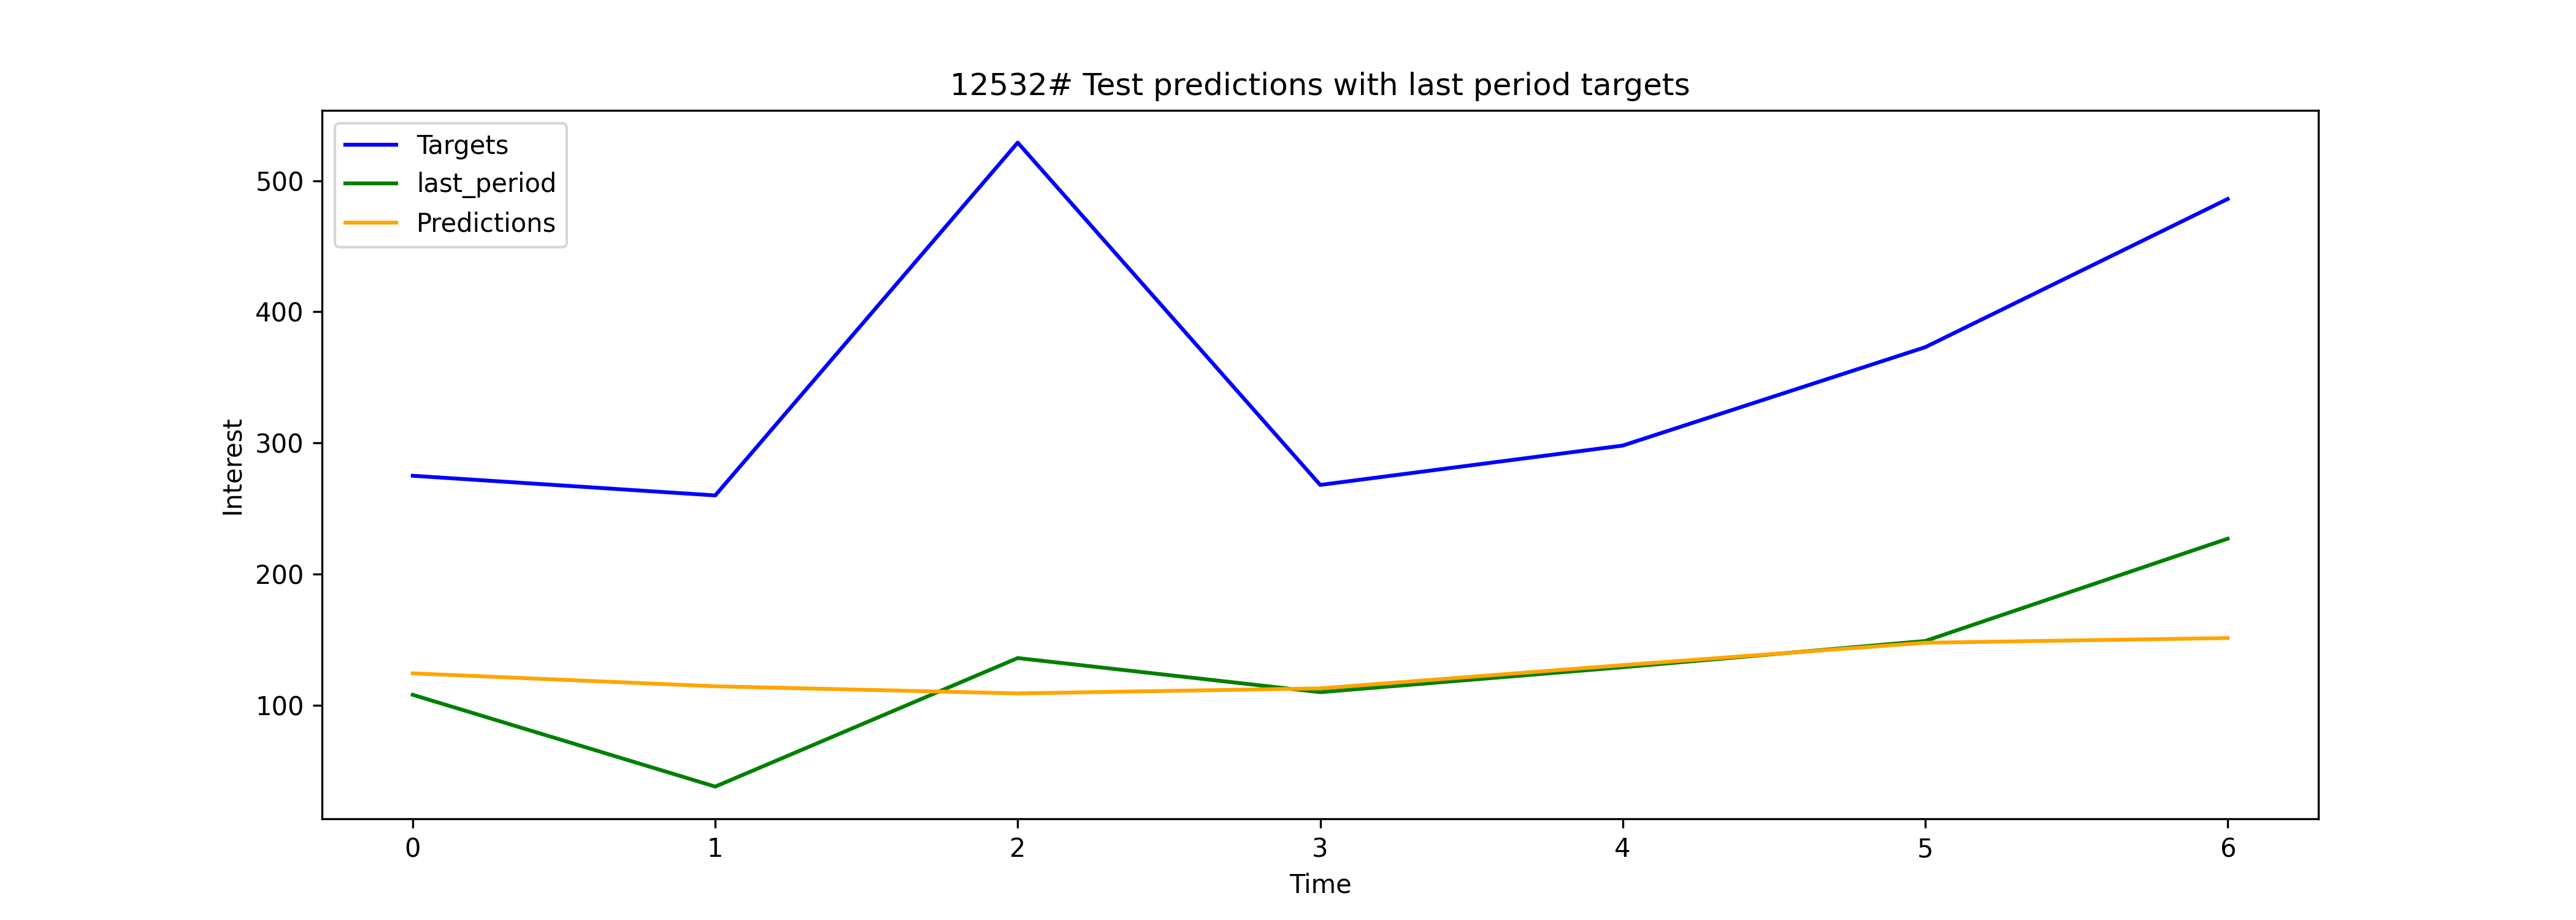 12532# Test predictions with last period targets
Targets
last_period
Predictions
500
400
300
200
100
Interest
0 1 2 3 4 5 6
Time